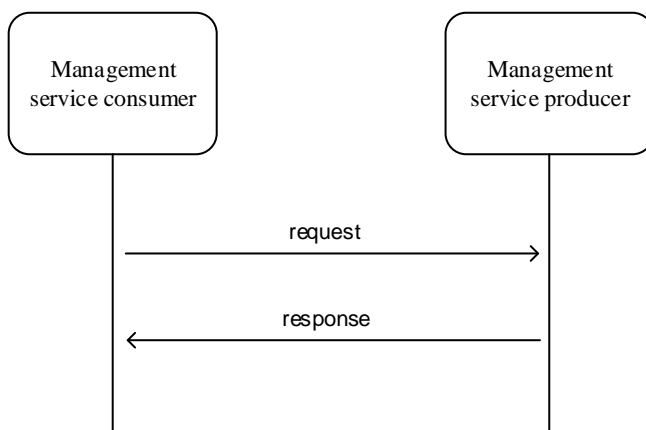 Management
service consumer
Management
service producer
request
response